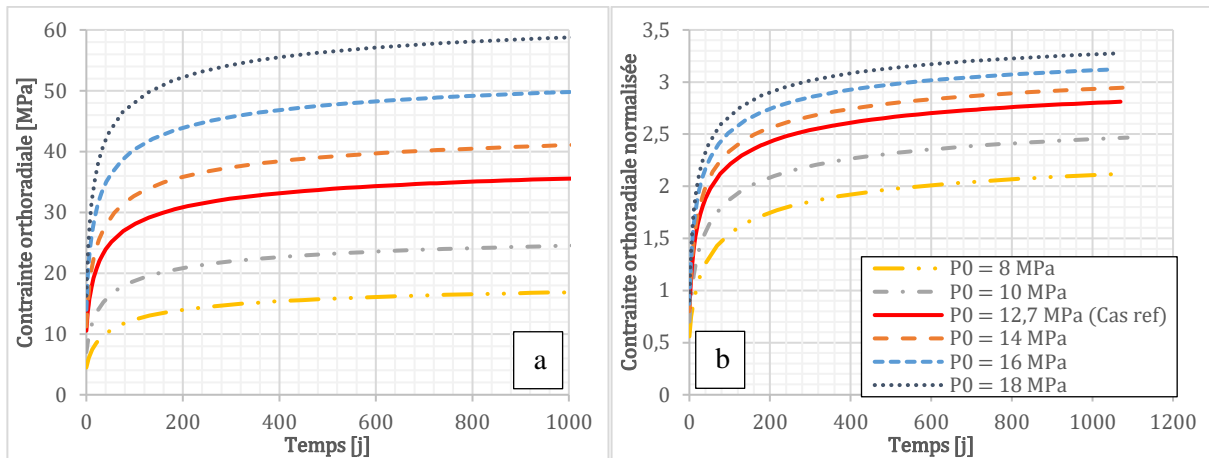 Contrainte orthoradiale [MPa]
60
50
40
30
20
10
0
0 200 400 600 800 1000
Temps [j]
a
Contrainte orthoradiale normalisée
3,5
3
2,5
2
1,5
1
0,5
0
0 200 400 600 800 1000 1200
Temps [j]
b
P0 = 8 MPa
P0 = 10 MPa
P0 = 12,7 MPa (Cas ref)
P0 = 14 MPa
P0 = 16 MPa
P0 = 18 MPa